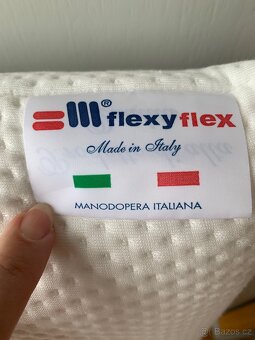 ® flexyflex
Made in Italy
MANODOPERA ITALIANA
Bazos.cz